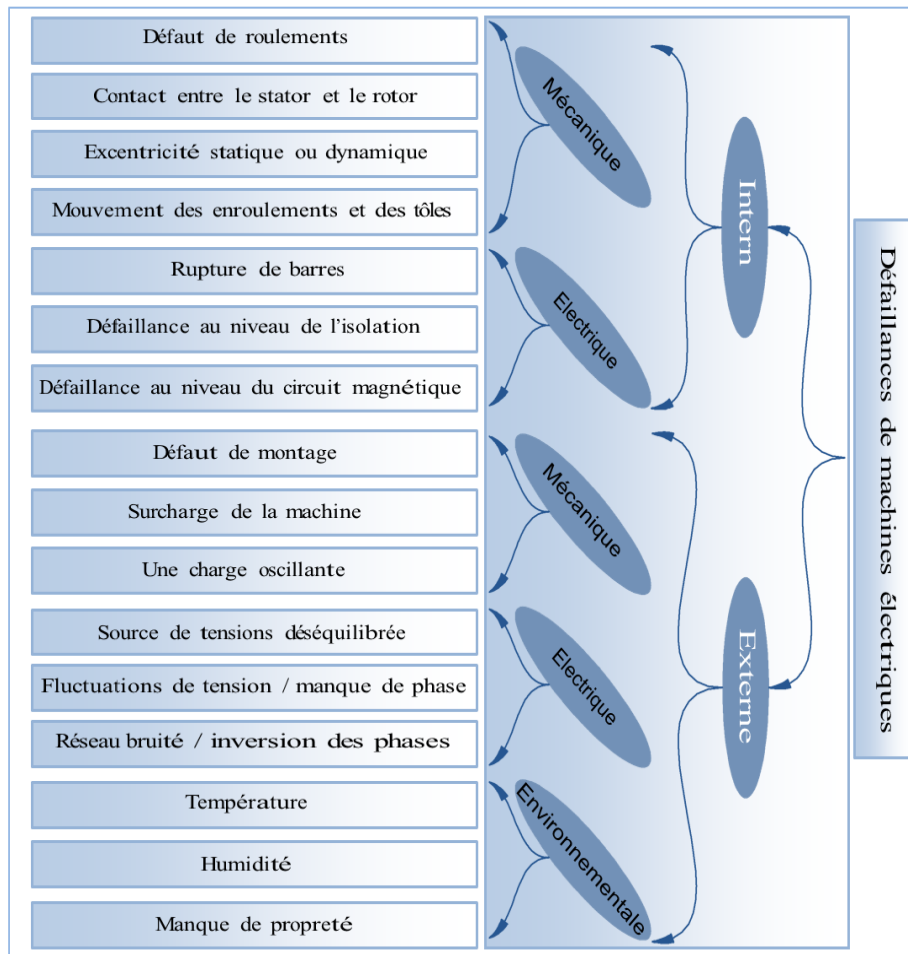 Défaut de roulements
Contact entre le stator et le rotor
Excentricité statique ou dynamique
Mouvement des enroulements et des tôles
Rupture de barres
Défaillance au niveau de l'isolation
Défaillance au niveau du circuit magnétique
Défaut de montage
Surcharge de la machine
Une charge oscillante
Source de tensions déséquilibrée
Fluctuations de tension / manque de phase
Réseau bruité / inversion des phases
Température
Humidité
Manque de propreté
Mécanique
Electrique
Mécanique
Electrique
Environnementale
Intern
Externe
Défaillances de machines électriques